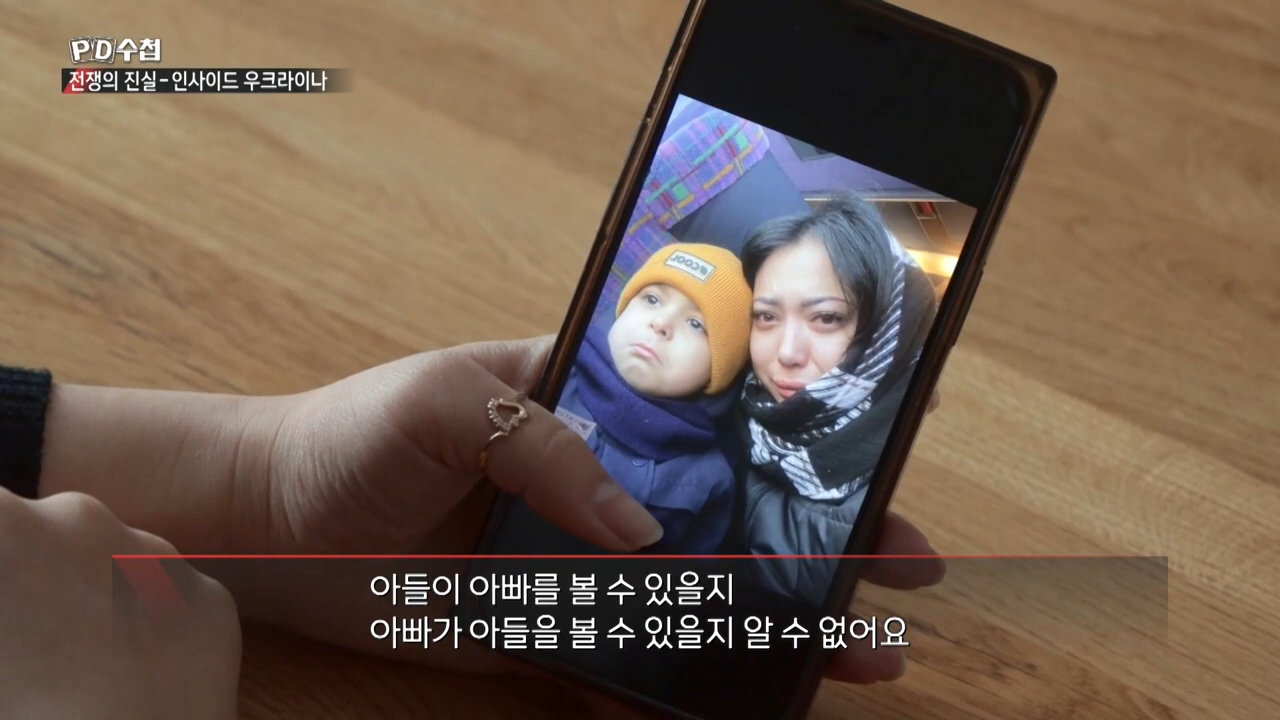 PD수첩
전쟁의 진실-인사이드 우크라이나
COOL
아들이 아빠를 볼 수 있을지
아빠가 아들을 볼 수 있을지 알 수 없어요